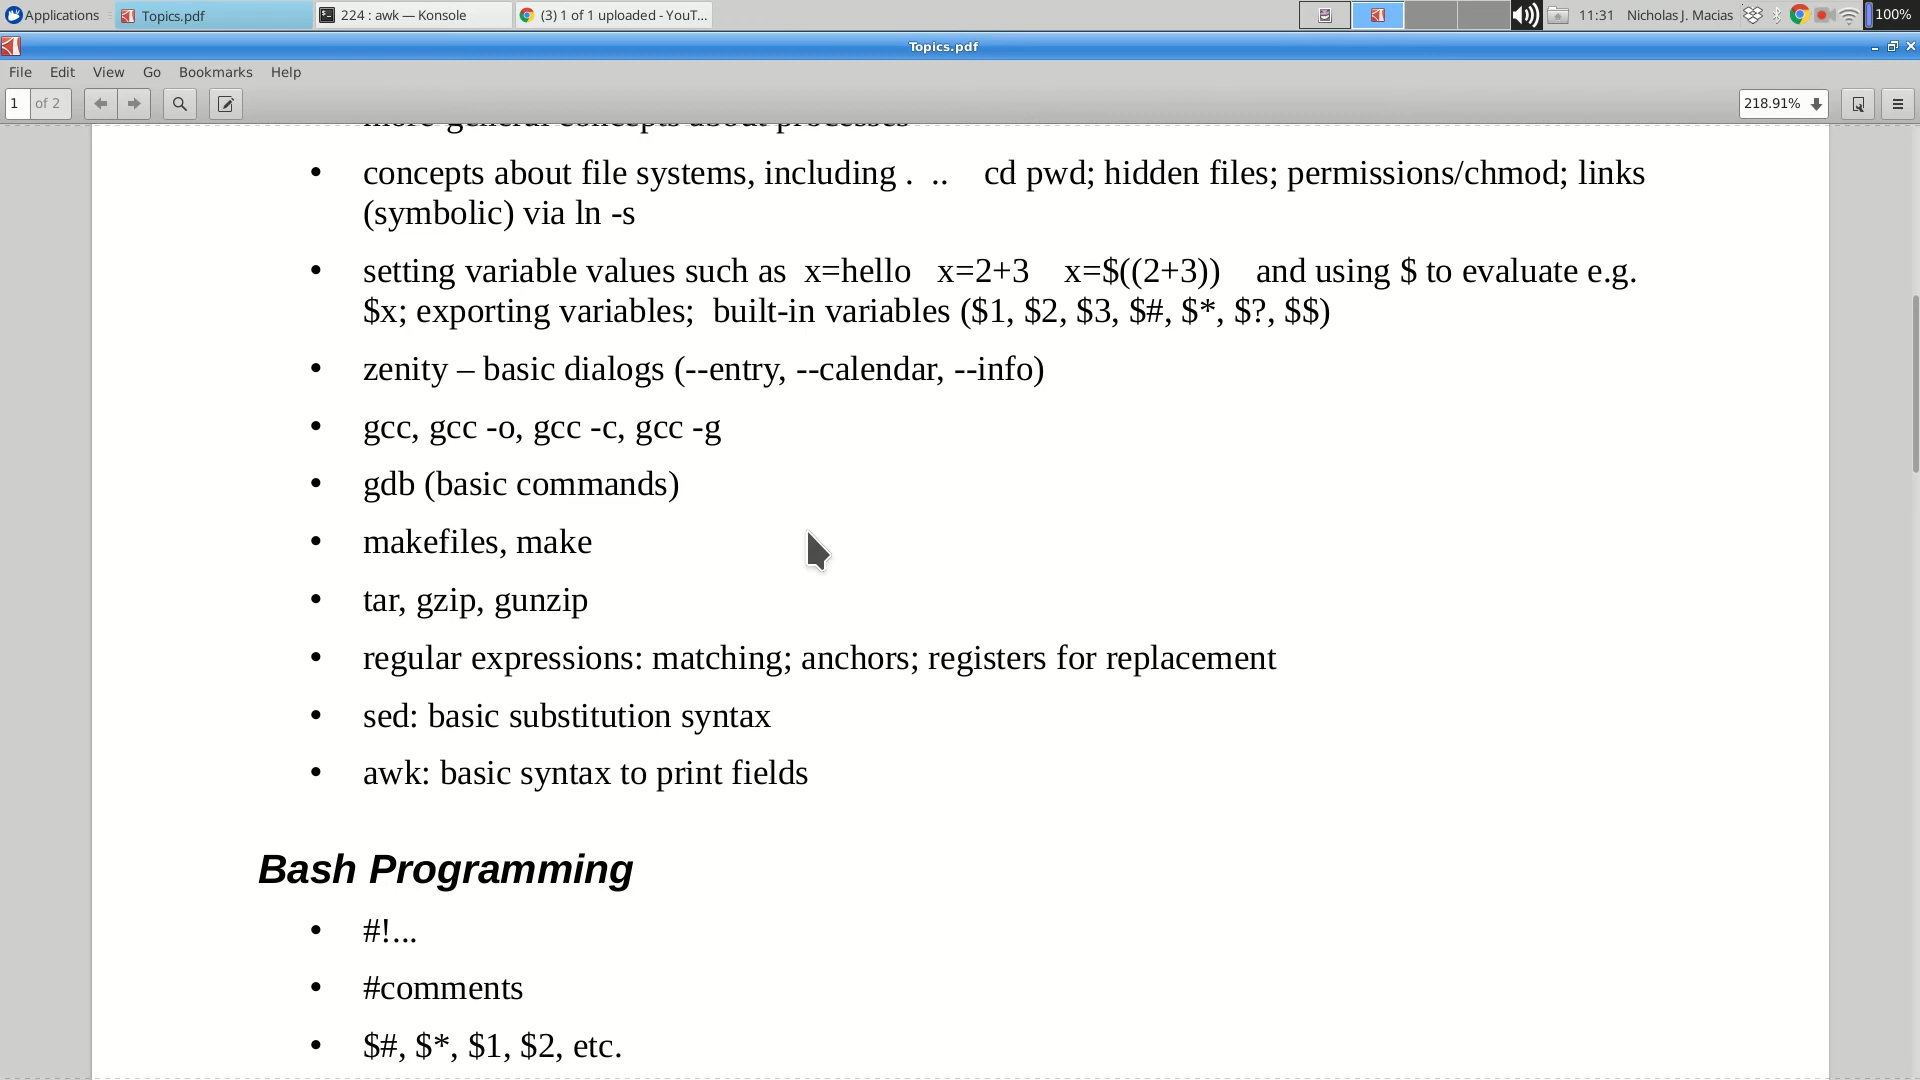 Applications
Topics.pdf
224 : awk — Konsole
(3) 1 of 1 uploaded - YouT...
11:31
Nicholas J. Macias
100%
Topics.pdf
File Edit View Go Bookmarks Help
1 of 2
218.91%
more general concepts about processes
• concepts about file systems, including . .. cd pwd; hidden files; permissions/chmod; links
(symbolic) via ln -s
• setting variable values such as x=hello x=2+3 x=$((2+3)) and using $ to evaluate e.g.
$x; exporting variables; built-in variables ($1, $2, $3, $#, $*, $?, $$)
• zenity – basic dialogs (--entry, --calendar, --info)
• gcc, gcc -o, gcc -c, gcc -g
• gdb (basic commands)
• makefiles, make
• tar, gzip, gunzip
• regular expressions: matching; anchors; registers for replacement
• sed: basic substitution syntax
• awk: basic syntax to print fields
Bash Programming
• #!...
• #comments
• $#, $*, $1, $2, etc.